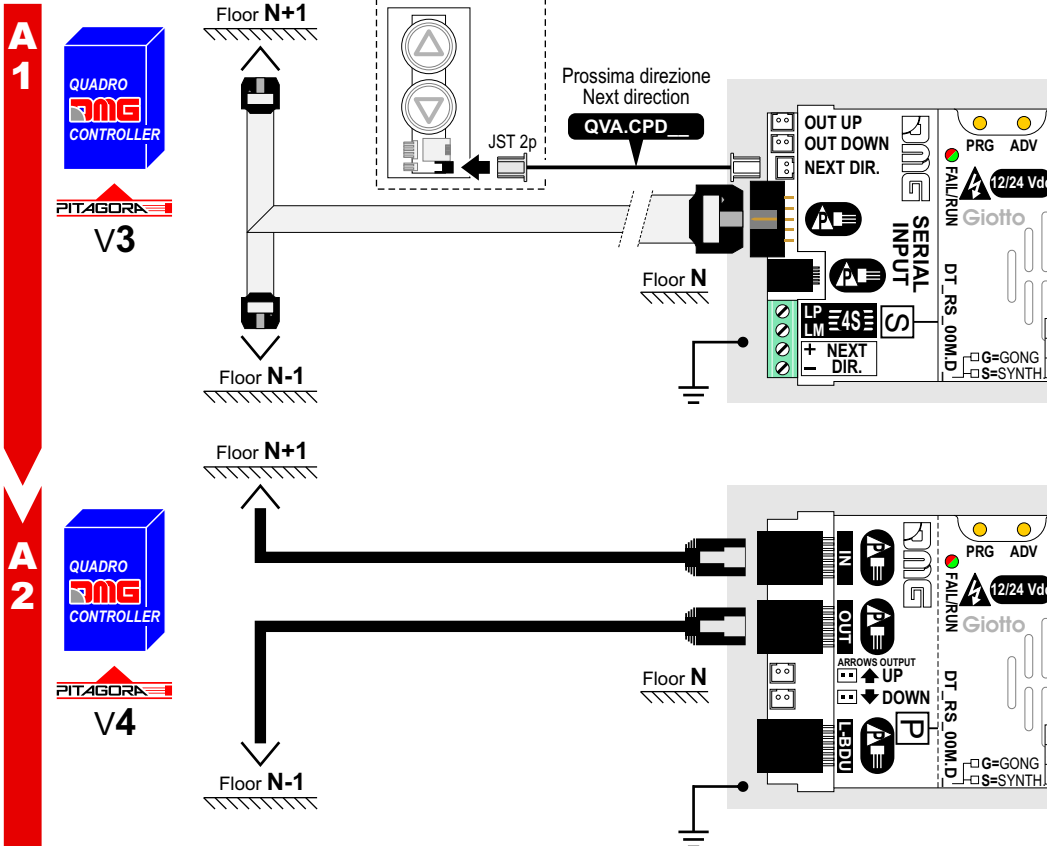 A
1
QUADRO
DMG
CONTROLLER
PITAGORA
V3
Floor N+1
Floor N-1
JST 2p
Prossima direzione
Next direction
QVA.CPD__
Floor N
OUT UP
OUT DOWN
NEXT DIR.
P
P
LP
LM
4S
S
+ NEXT
- DIR.
DMG
SERIAL
INPUT
PRG ADV
FAIL/RUN
12/24 Vdc
Giotto
DT_RS_00M.D
G=GONG
S=SYNTH.
A
2
QUADRO
DMG
CONTROLLER
PITAGORA
V4
Floor N+1
Floor N-1
Floor N
IN
P
OUT
P
ARROWS OUTPUT
UP
DOWN
L-BDU
P
P
DMG
PRG ADV
FAIL/RUN
12/24 Vdc
Giotto
DT_RS_00M.D
G=GONG
S=SYNTH.